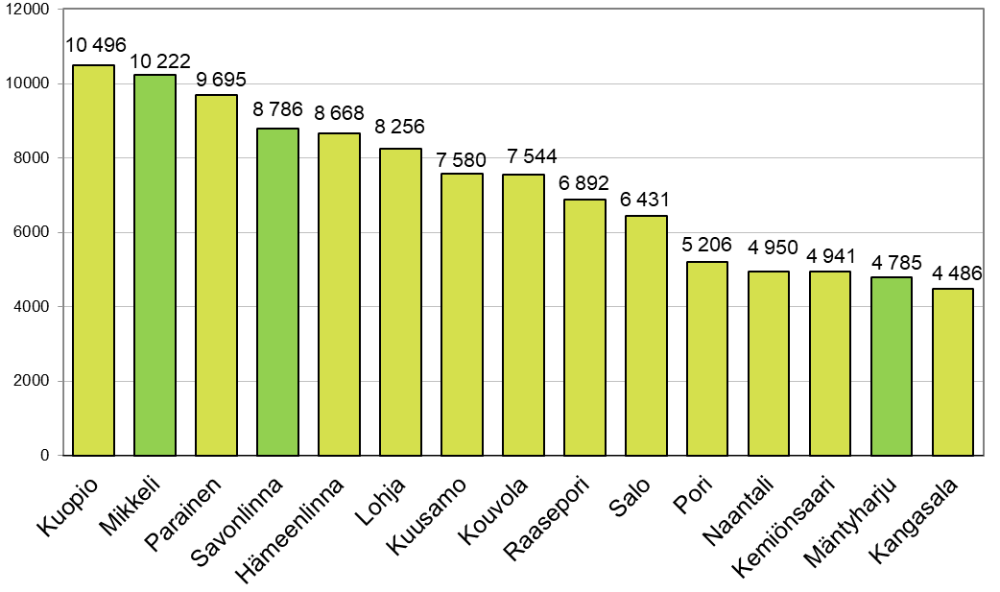 12000
10000
8000
6000
4000
2000
0
10 496
10 222
9 695
8 786
8 668
8 256
7 580
7 544
6 892
6 431
5 206
4 950
4 941
4 785
4 486
Kuopio
Mikkeli
Parainen
Savonlinna
Hämeenlinna
Lohja
Kuusamo
Kouvola
Raasepori
Salo
Pori
Naantali
Kemiönsaari
Mäntyharju
Kangasala